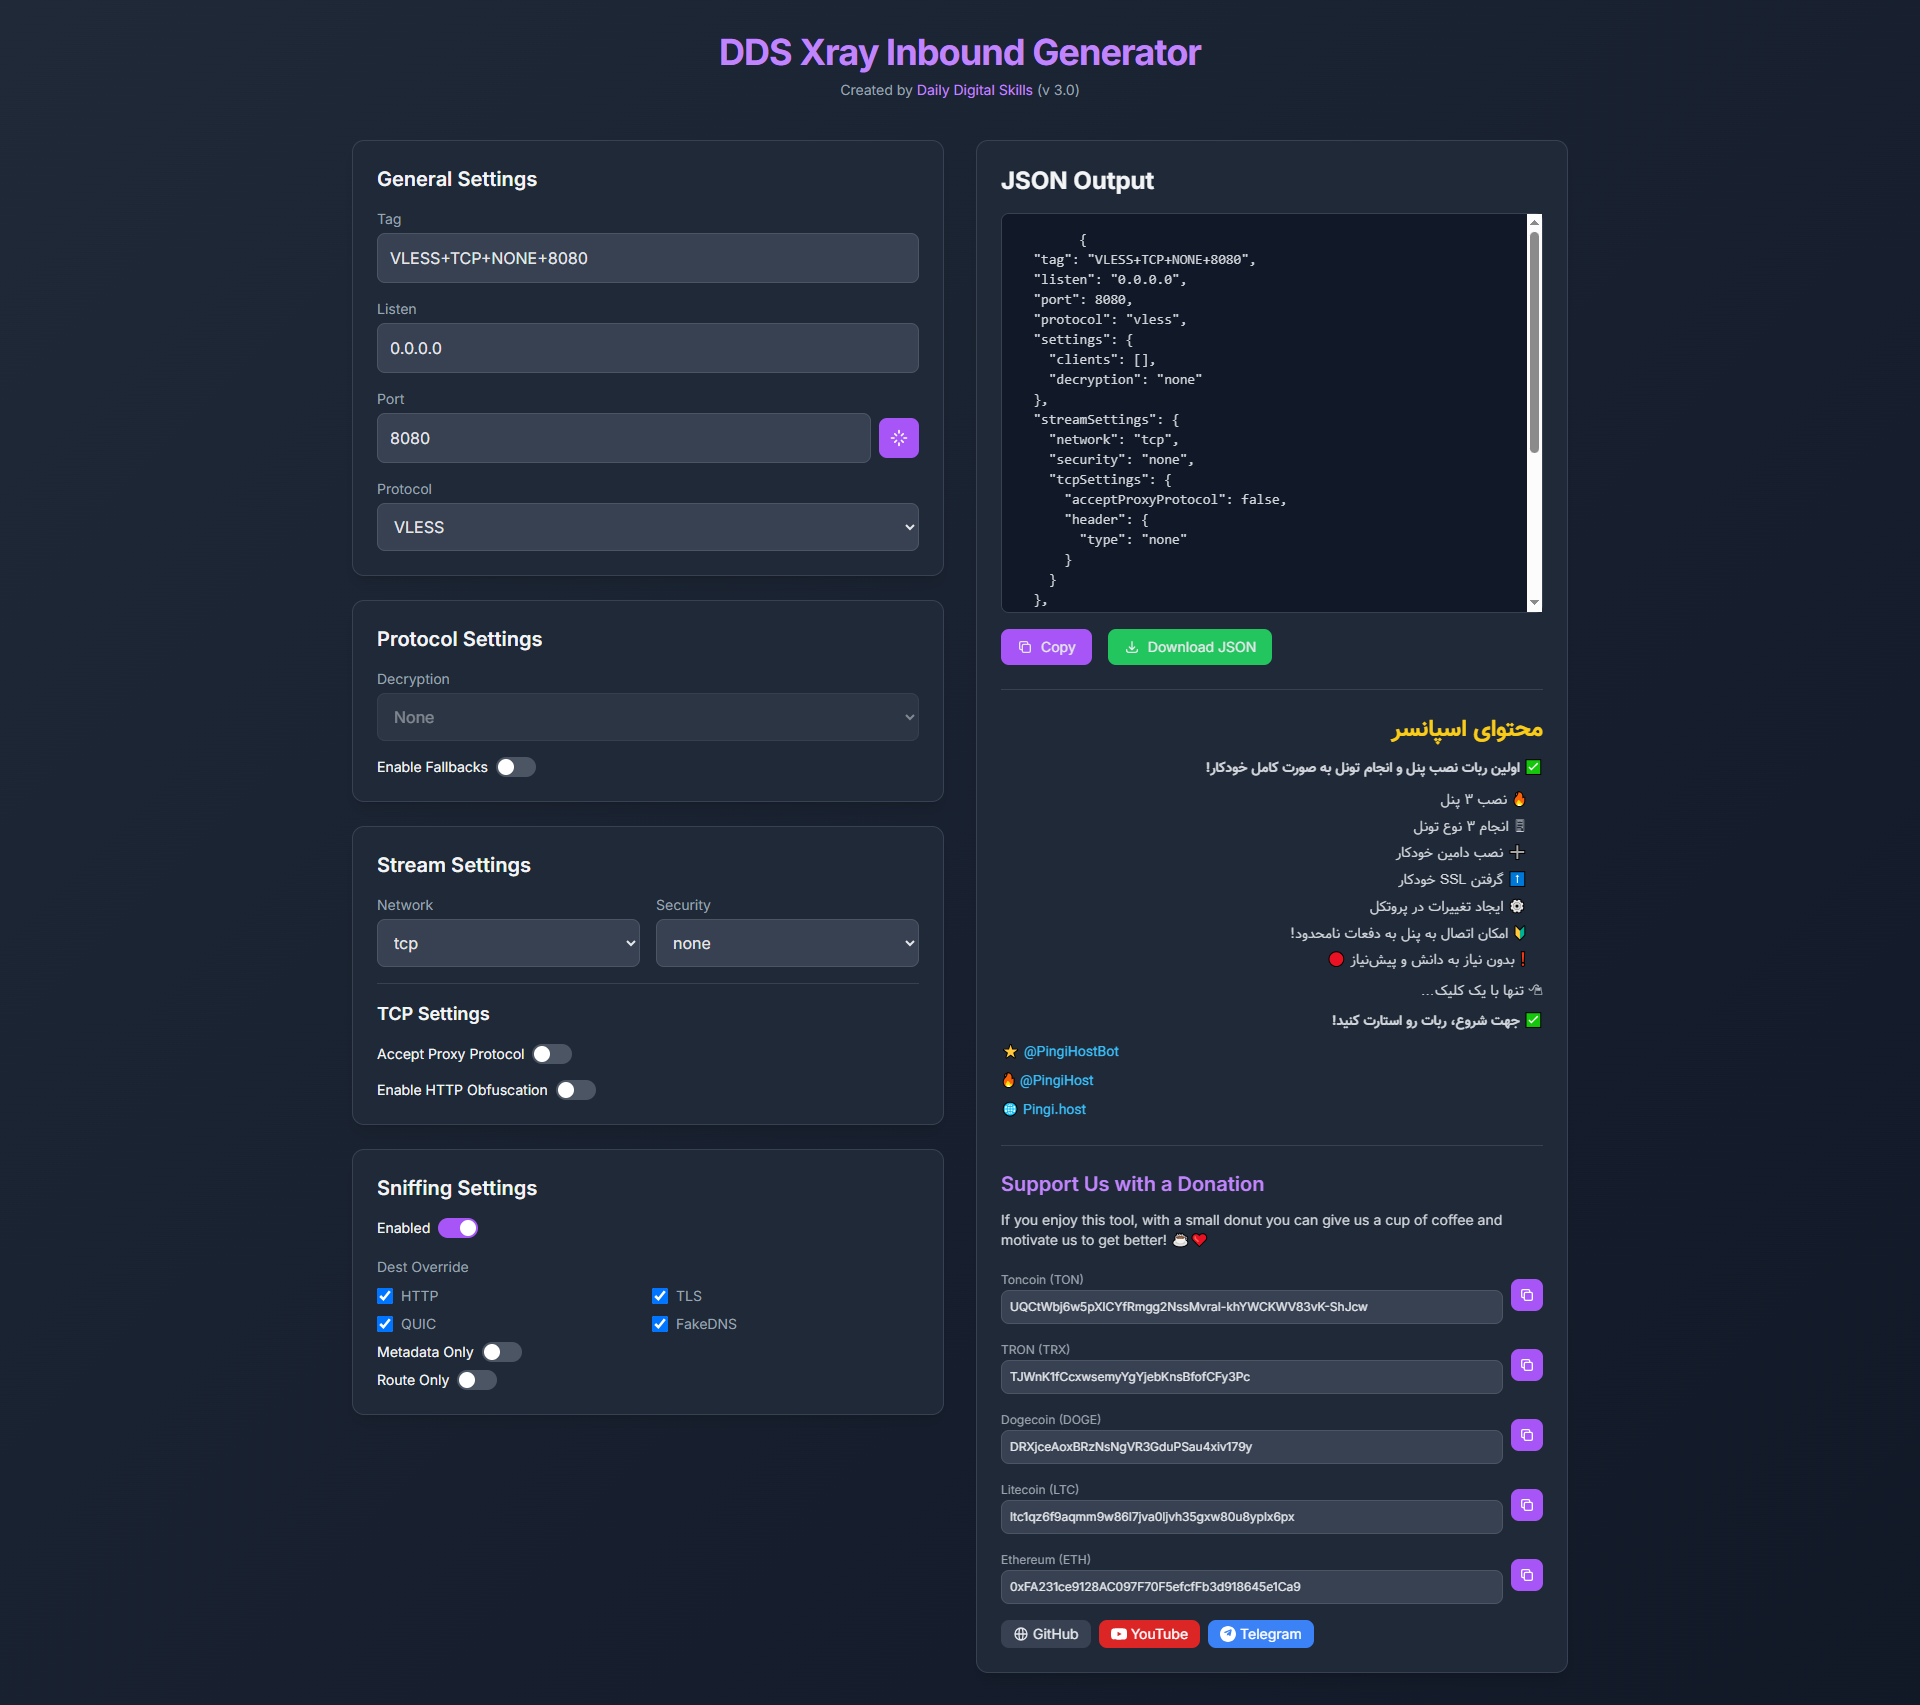 DDS Xray Inbound Generator
Created by Daily Digital Skills (v 3.0)
General Settings
Tag
VLESS+TCP+NONE+8080
Listen
0.0.0.0
Port
8080
Protocol
VLESS
Protocol Settings
Decryption
None
Enable Fallbacks
Stream Settings
Network
Security
tcp
none
TCP Settings
Accept Proxy Protocol
Enable HTTP Obfuscation
Sniffing Settings
Enabled
Dest Override
HTTP
TLS
QUIC
FakeDNS
Metadata Only
Route Only
JSON Output
{
"tag": "VLESS+TCP+NONE+8080",
"listen": "0.0.0.0",
"port": 8080,
"protocol": "vless",
"settings": {
"clients": [],
"decryption": "none"
},
"streamSettings": {
"network": "tcp",
"security": "none",
"tcpSettings": {
"acceptProxyProtocol": false,
"header": {
"type": "none"
}
}
},
Copy
Download JSON
محتوای اسپانسر
✅ اولین ربات نصب پنل و انجام تونل به صورت کامل خودکار!
🔥 نصب ۳ پنل
انجام ۳ نوع تونل
➕ نصب دامین خودکار
⬆️ گرفتن SSL خودکار
⚙️ ایجاد تغییرات در پروتکل
🔰 امکان اتصال به پنل به دفعات نامحدود!
❗ بدون نیاز به دانش و پیش‌نیاز 🔴
تنها با یک کلیک...
✅ جهت شروع، ربات رو استارت کنید!
⭐ @PingiHostBot
🔥 @PingiHost
🌐 Pingi.host
Support Us with a Donation
If you enjoy this tool, with a small donut you can give us a cup of coffee and
motivate us to get better! ☕ ❤️
Toncoin (TON)
UQCtWbj6w5pXlCYfRmgg2NssMvral-khYWCKWV83vK-ShJcw
TRON (TRX)
TJWnK1fCcxwsemyYgYjebKnsBfofCFy3Pc
Dogecoin (DOGE)
DRXjceAoxBRzNsNgVR3GduPSau4xiv179y
Litecoin (LTC)
ltc1qz6f9aqmm9w86l7jva0ljvh35gxw80u8yplx6px
Ethereum (ETH)
0xFA231ce9128AC097F70F5efcfFb3d918645e1Ca9
GitHub
YouTube
Telegram